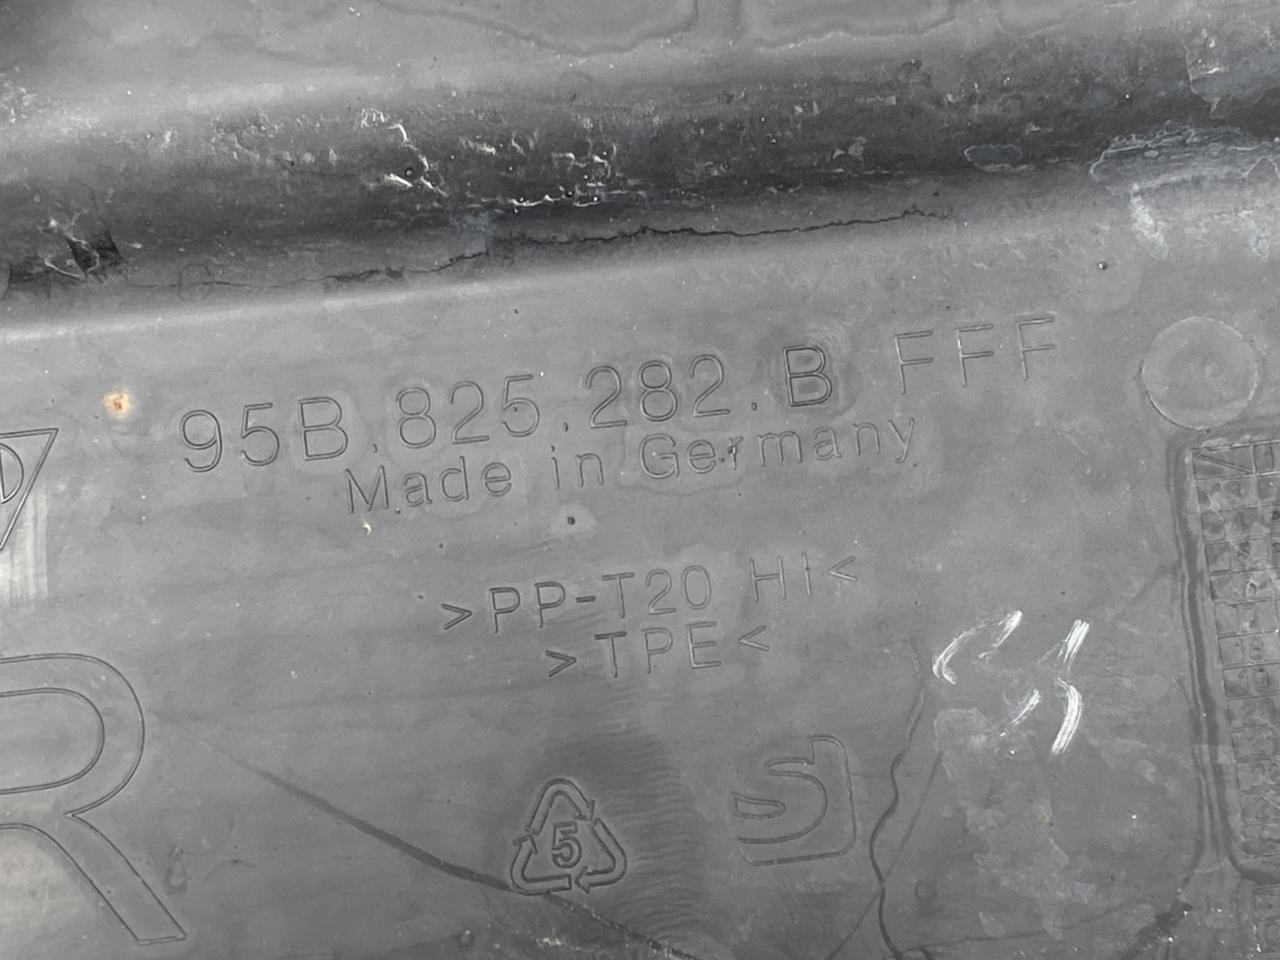 95B.825.282.B FFF
Made in Germany
>PP-T20 HI<
>TPE<
R
5